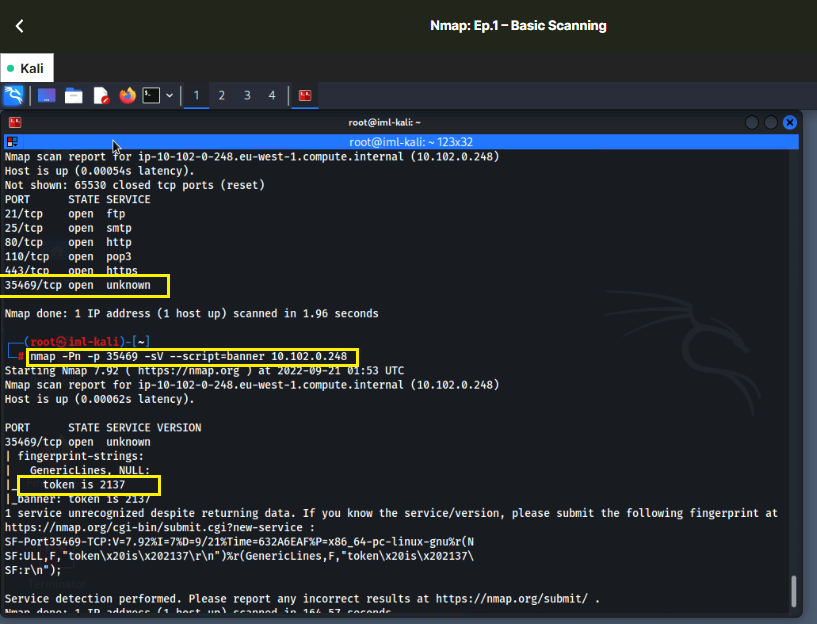 Nmap: Ep.1 – Basic Scanning
Kali
1 2 3 4
root@iml-kali: ~
root@iml-kali: ~ 123x32
Nmap scan report for ip-10-102-0-248.eu-west-1.compute.internal (10.102.0.248)
Host is up (0.00054s latency).
Not shown: 65530 closed tcp ports (reset)
PORT STATE SERVICE
21/tcp open ftp
25/tcp open smtp
80/tcp open http
110/tcp open pop3
443/tcp open https
35469/tcp open unknown
Nmap done: 1 IP address (1 host up) scanned in 1.96 seconds
(root㉿iml-kali)-[~]
# nmap -Pn -p 35469 -sV --script=banner 10.102.0.248
Starting Nmap 7.92 ( https://nmap.org ) at 2022-09-21 01:53 UTC
Nmap scan report for ip-10-102-0-248.eu-west-1.compute.internal (10.102.0.248)
Host is up (0.00062s latency).
PORT STATE SERVICE VERSION
35469/tcp open unknown
| fingerprint-strings:
| GenericLines, NULL:
|_ token is 2137
|_banner: token is 2137
1 service unrecognized despite returning data. If you know the service/version, please submit the following fingerprint at
https://nmap.org/cgi-bin/submit.cgi?new-service :
SF-Port35469-TCP:V=7.92%I=7%D=9/21%Time=632A6EAF%P=x86_64-pc-linux-gnu%r(N
SF:ULL,F,"token\x20is\x202137\r\n")%r(GenericLines,F,"token\x20is\x202137\
SF:r\n");
Service detection performed. Please report any incorrect results at https://nmap.org/submit/ .
Nmap done: 1 IP address (1 host up) scanned in 164.57 seconds